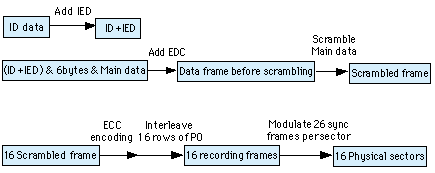 Add IED
ID data
ID+IED
Add EDC
Scramble
Main data
(ID+IED) & 6bytes & Main data
Data frame before scrambling
Scrambled frame
ECC
encoding
Interleave
16 rows of PO
Modulate 26 sync
frames per sector
16 Scrambled frame
16 recording frames
16 Physical sectors